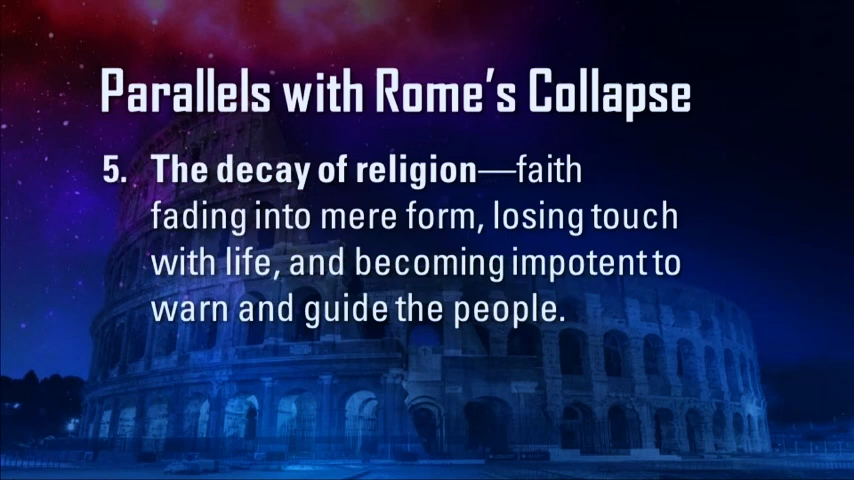 Parallels with Rome’s Collapse
5. The decay of religion—faith
fading into mere form, losing touch
with life, and becoming impotent to
warn and guide the people.